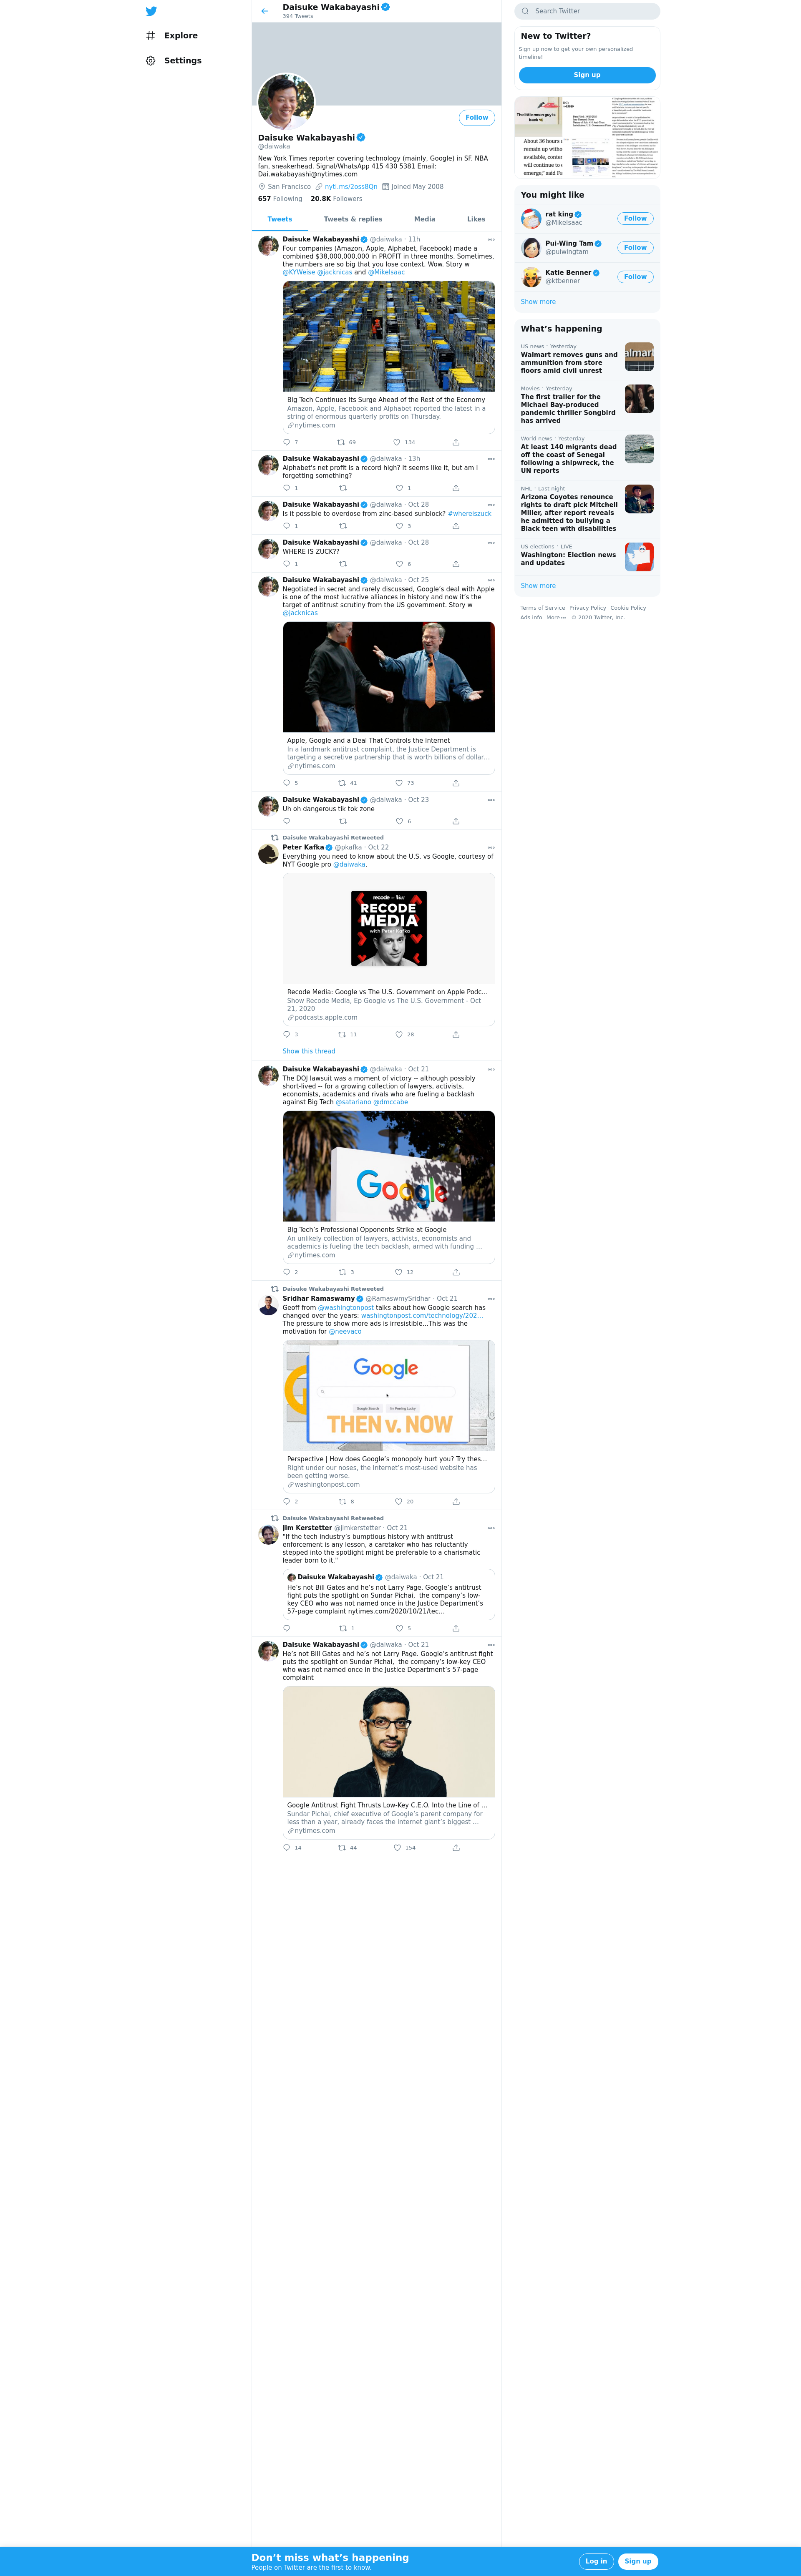 Explore
Settings
Daisuke Wakabayashi
394 Tweets
Follow
Daisuke Wakabayashi
@daiwaka
New York Times reporter covering technology (mainly, Google) in SF. NBA
fan, sneakerhead. Signal/WhatsApp 415 430 5381 Email:
Dai.wakabayashi@nytimes.com
San Francisco nyti.ms/2oss8Qn Joined May 2008
657 Following 20.8K Followers
Tweets Tweets & replies Media Likes
Daisuke Wakabayashi @daiwaka · 11h
Four companies (Amazon, Apple, Alphabet, Facebook) made a
combined $38,000,000,000 in PROFIT in three months. Sometimes,
the numbers are so big that you lose context. Wow. Story w
@KYWeise @jacknicas and @MikeIsaac
Big Tech Continues Its Surge Ahead of the Rest of the Economy
Amazon, Apple, Facebook and Alphabet reported the latest in a
string of enormous quarterly profits on Thursday.
nytimes.com
7 69 134
Daisuke Wakabayashi @daiwaka · 13h
Alphabet's net profit is a record high? It seems like it, but am I
forgetting something?
1 1
Daisuke Wakabayashi @daiwaka · Oct 28
Is it possible to overdose from zinc-based sunblock? #whereiszuck
1 3
Daisuke Wakabayashi @daiwaka · Oct 28
WHERE IS ZUCK??
1 6
Daisuke Wakabayashi @daiwaka · Oct 25
Negotiated in secret and rarely discussed, Google's deal with Apple
is one of the most lucrative alliances in history and now it's the
target of antitrust scrutiny from the US government. Story w
@jacknicas
Apple, Google and a Deal That Controls the Internet
In a landmark antitrust complaint, the Justice Department is
targeting a secretive partnership that is worth billions of dollar...
nytimes.com
5 41 73
Daisuke Wakabayashi @daiwaka · Oct 23
Uh oh dangerous tik tok zone
6
Daisuke Wakabayashi Retweeted
Peter Kafka @pkafka · Oct 22
Everything you need to know about the U.S. vs Google, courtesy of
NYT Google pro @daiwaka.
recode
RECODE
MEDIA
with Peter Kafka
Recode Media: Google vs The U.S. Government on Apple Podc...
Show Recode Media, Ep Google vs The U.S. Government - Oct
21, 2020
podcasts.apple.com
3 11 28
Show this thread
Daisuke Wakabayashi @daiwaka · Oct 21
The DOJ lawsuit was a moment of victory -- although possibly
short-lived -- for a growing collection of lawyers, activists,
economists, academics and rivals who are fueling a backlash
against Big Tech @satariano @dmccabe
Google
Big Tech's Professional Opponents Strike at Google
An unlikely collection of lawyers, activists, economists and
academics is fueling the tech backlash, armed with funding ...
nytimes.com
2 3 12
Daisuke Wakabayashi Retweeted
Sridhar Ramaswamy @RamaswmySridhar · Oct 21
Geoff from @washingtonpost talks about how Google search has
changed over the years: washingtonpost.com/technology/202...
The pressure to show more ads is irresistible...This was the
motivation for @neevaco
Google
Google Search I'm Feeling Lucky
THEN v. NOW
Perspective | How does Google's monopoly hurt you? Try thes...
Right under our noses, the Internet's most-used website has
been getting worse.
washingtonpost.com
2 8 20
Daisuke Wakabayashi Retweeted
Jim Kerstetter @jimkerstetter · Oct 21
"If the tech industry's bumptious history with antitrust
enforcement is any lesson, a caretaker who has reluctantly
stepped into the spotlight might be preferable to a charismatic
leader born to it."
Daisuke Wakabayashi @daiwaka · Oct 21
He's not Bill Gates and he's not Larry Page. Google's antitrust
fight puts the spotlight on Sundar Pichai, the company's low-
key CEO who was not named once in the Justice Department's
57-page complaint nytimes.com/2020/10/21/tec...
1 5
Daisuke Wakabayashi @daiwaka · Oct 21
He's not Bill Gates and he's not Larry Page. Google's antitrust fight
puts the spotlight on Sundar Pichai, the company's low-key CEO
who was not named once in the Justice Department's 57-page
complaint
Google Antitrust Fight Thrusts Low-Key C.E.O. Into the Line of ...
Sundar Pichai, chief executive of Google's parent company for
less than a year, already faces the internet giant's biggest ...
nytimes.com
14 44 154
Search Twitter
New to Twitter?
Sign up now to get your own personalized
timeline!
Sign up
The little mean guy is
back
About 36 hours
remain up witho
available, conter
will continue to
emerge," said Fa
You might like
rat king
@MikeIsaac
Follow
Pui-Wing Tam
@puiwingtam
Follow
Katie Benner
@ktbenner
Follow
Show more
What's happening
US news · Yesterday
Walmart removes guns and
ammunition from store
floors amid civil unrest
Movies · Yesterday
The first trailer for the
Michael Bay-produced
pandemic thriller Songbird
has arrived
World news · Yesterday
At least 140 migrants dead
off the coast of Senegal
following a shipwreck, the
UN reports
NHL · Last night
Arizona Coyotes renounce
rights to draft pick Mitchell
Miller, after report reveals
he admitted to bullying a
Black teen with disabilities
US elections · LIVE
Washington: Election news
and updates
Show more
Terms of Service Privacy Policy Cookie Policy
Ads info More © 2020 Twitter, Inc.
Don't miss what's happening
People on Twitter are the first to know.
Log in Sign up